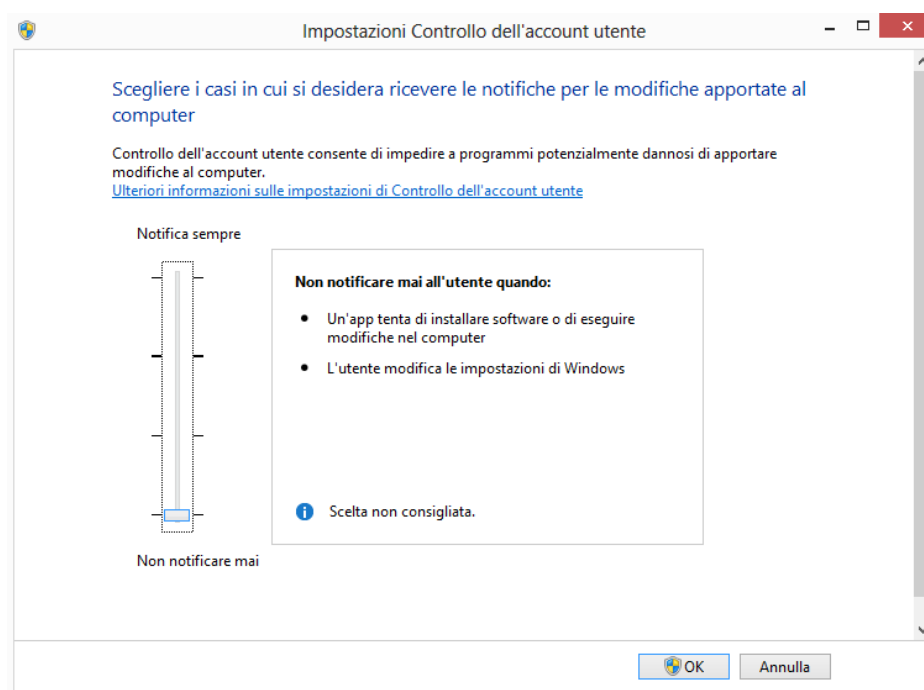 Impostazioni Controllo dell'account utente
Scegliere i casi in cui si desidera ricevere le notifiche per le modifiche apportate al
computer
Controllo dell'account utente consente di impedire a programmi potenzialmente dannosi di apportare
modifiche al computer.
Ulteriori informazioni sulle impostazioni di Controllo dell'account utente
Notifica sempre
Non notificare mai all'utente quando:
Un'app tenta di installare software o di eseguire
modifiche nel computer
L'utente modifica le impostazioni di Windows
Scelta non consigliata.
Non notificare mai
OK
Annulla